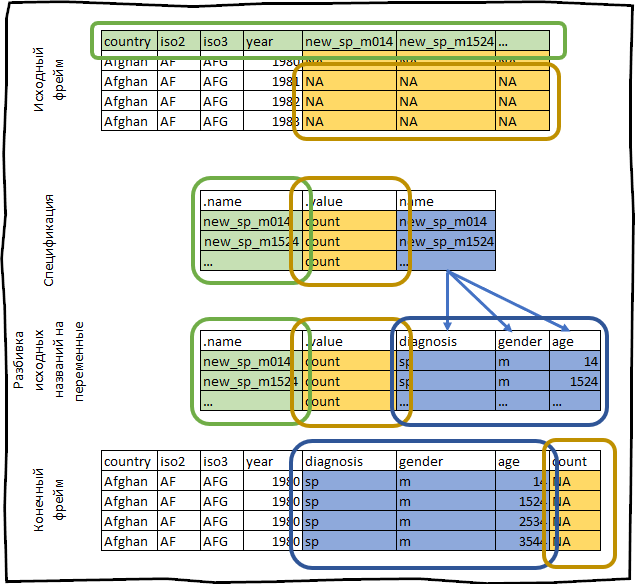 Исходный фрейм
country iso2 iso3 year new_sp_m014 new_sp_m1524 ...
Afghan AF AFG 1980 NA NA NA
Afghan AF AFG 1981 NA NA NA
Afghan AF AFG 1982 NA NA NA
Afghan AF AFG 1983 NA NA NA
Спецификация
.name .value name
new_sp_m014 count new_sp_m014
new_sp_m1524 count new_sp_m1524
... count ...
Разбивка исходных названий на переменные
.name .value diagnosis gender age
new_sp_m014 count sp m 14
new_sp_m1524 count sp m 1524
... count ... ... ...
Конечный фрейм
country iso2 iso3 year diagnosis gender age count
Afghan AF AFG 1980 sp m 14 NA
Afghan AF AFG 1980 sp m 1524 NA
Afghan AF AFG 1980 sp m 2534 NA
Afghan AF AFG 1980 sp m 3544 NA